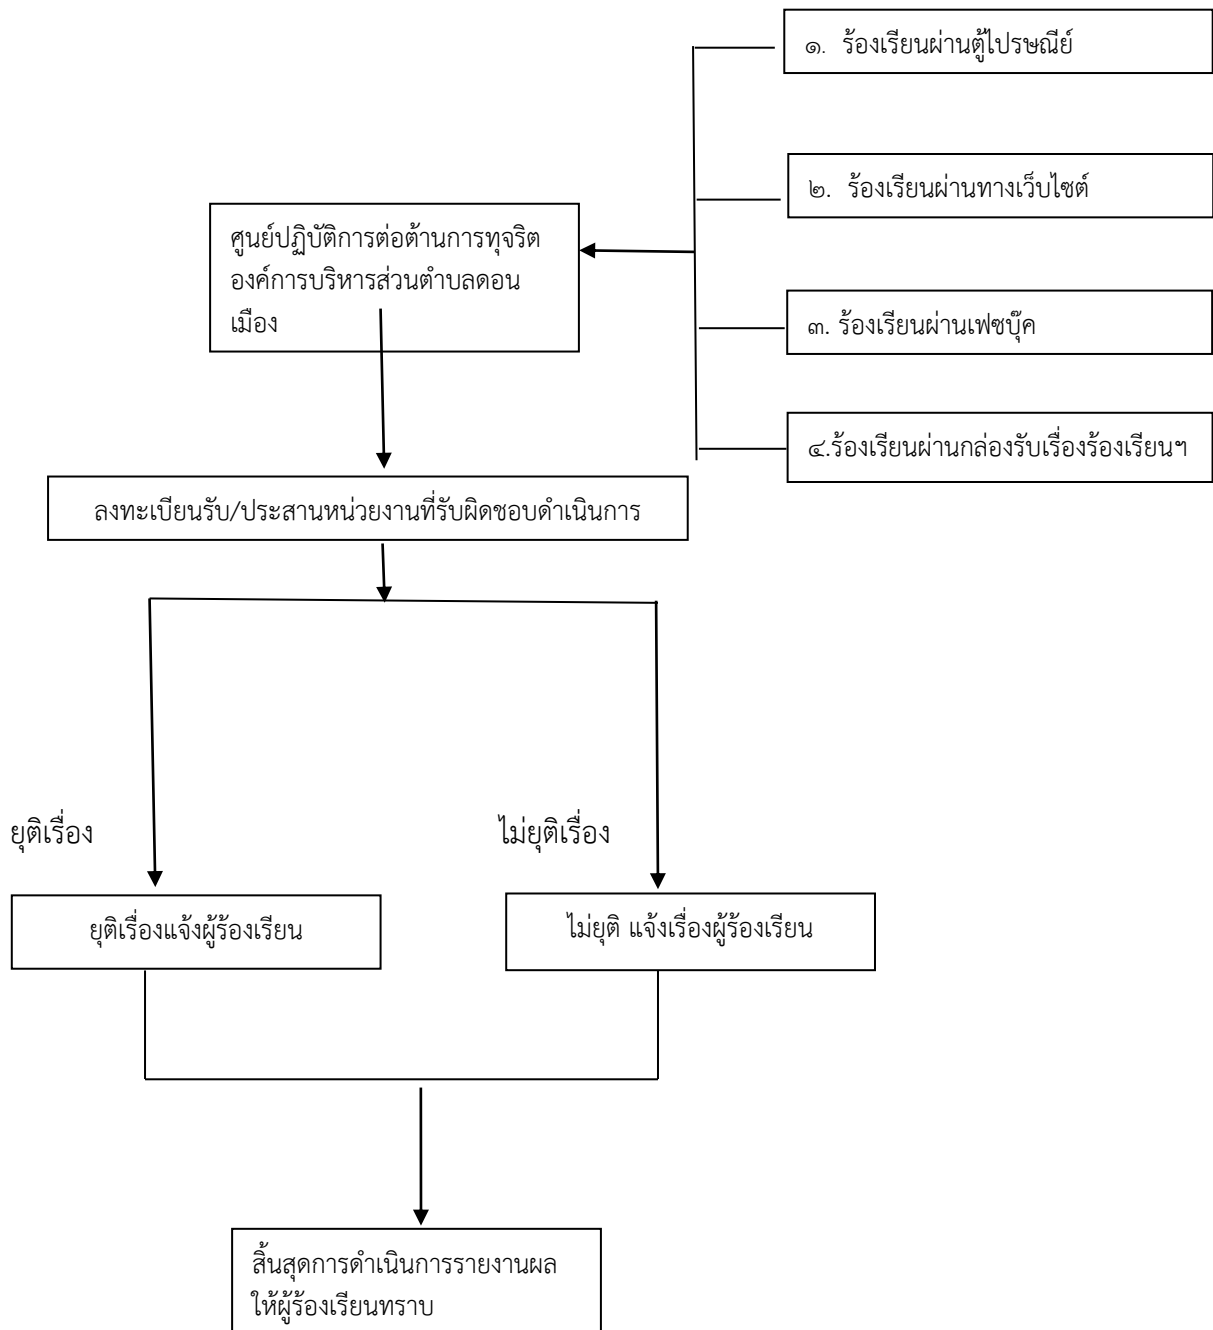 ๑. ร้องเรียนผ่านตู้ไปรษณีย์
๒. ร้องเรียนผ่านทางเว็บไซต์
ศูนย์ปฏิบัติการต่อต้านการทุจริต
องค์การบริหารส่วนตำบลดอน
เมือง
๓. ร้องเรียนผ่านเฟซบุ๊ค
๔.ร้องเรียนผ่านกล่องรับเรื่องร้องเรียนฯ
ลงทะเบียนรับ/ประสานหน่วยงานที่รับผิดชอบดำเนินการ
ยุติเรื่อง
ไม่ยุติเรื่อง
ยุติเรื่องแจ้งผู้ร้องเรียน
ไม่ยุติ แจ้งเรื่องผู้ร้องเรียน
สิ้นสุดการดำเนินการรายงานผล
ให้ผู้ร้องเรียนทราบ